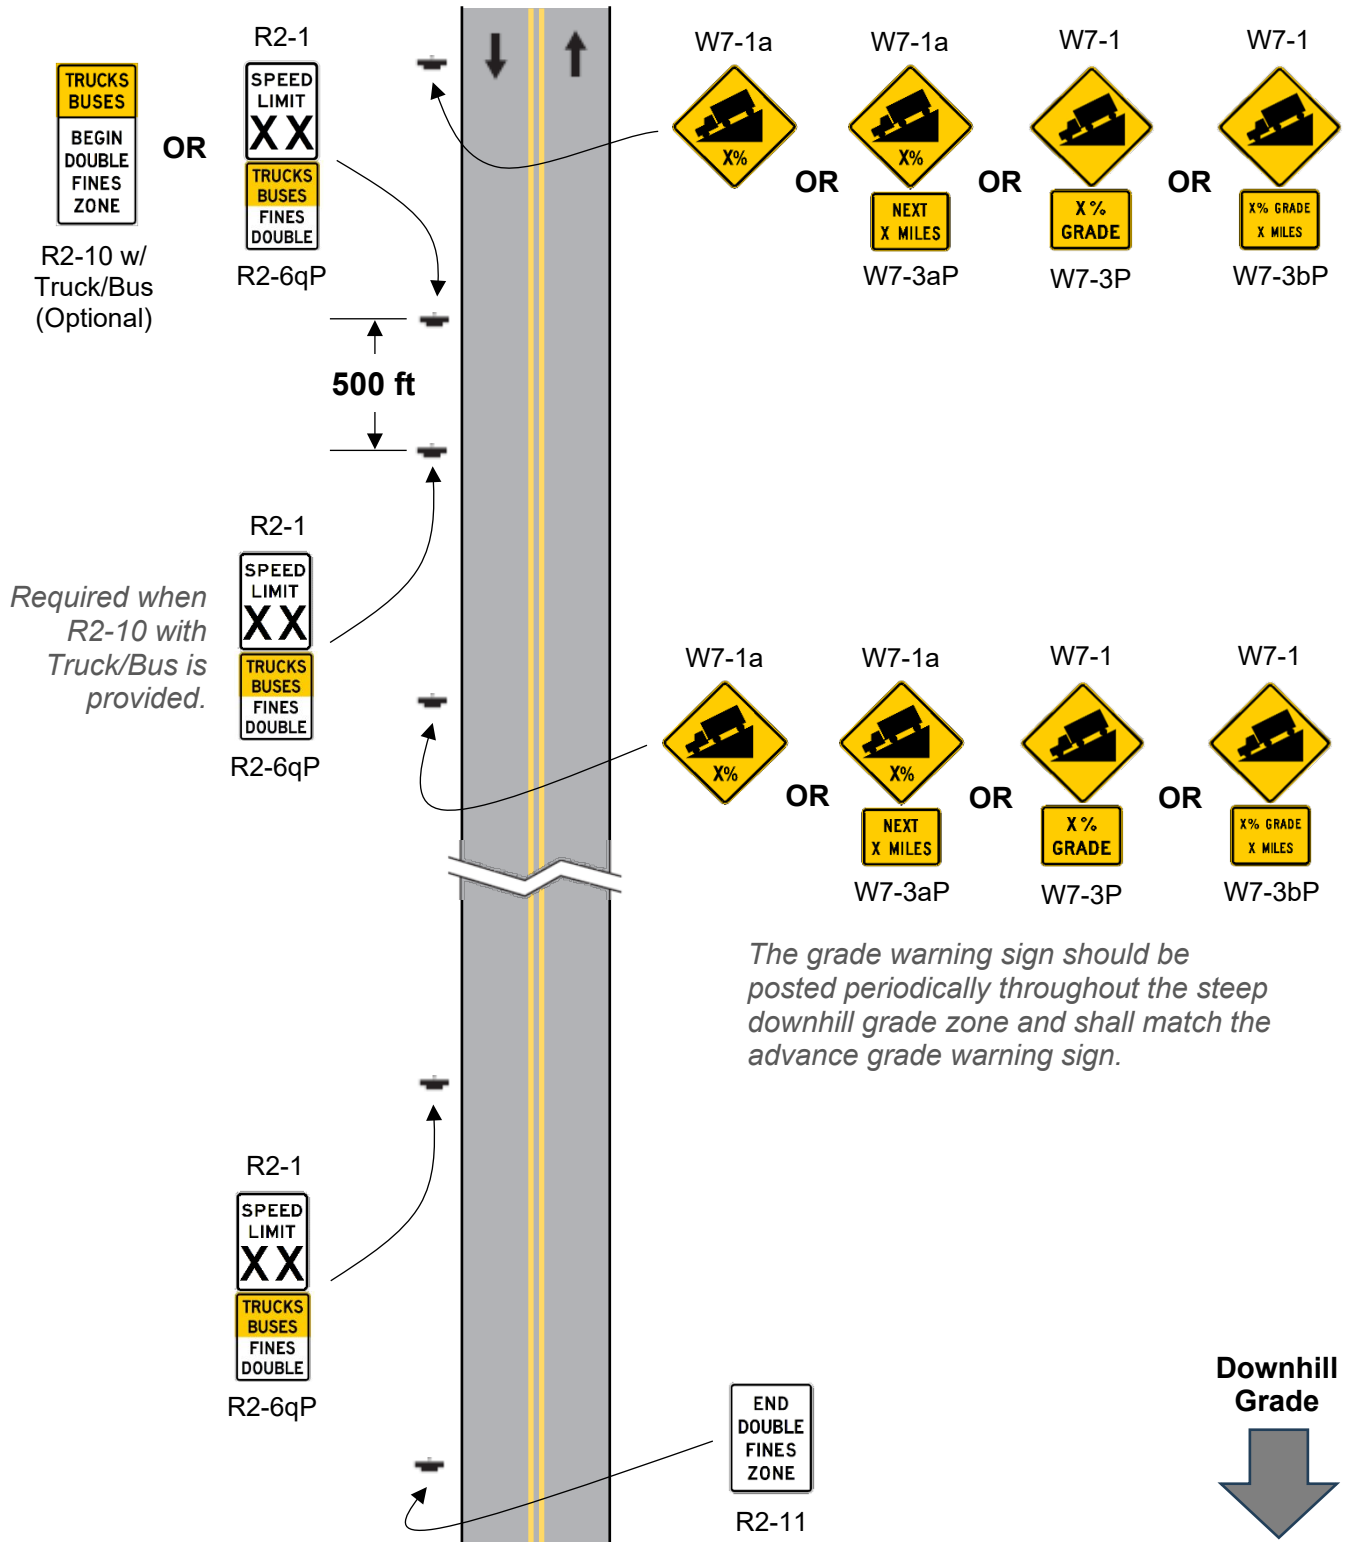 R2-1
TRUCKS
BUSES
BEGIN
DOUBLE
FINES
ZONE
R2-10 w/
Truck/Bus
(Optional)
OR
SPEED
LIMIT
XX
TRUCKS
BUSES
FINES
DOUBLE
R2-6qP
W7-1a
X%
OR
W7-1a
X%
NEXT
X MILES
W7-3aP
OR
W7-1
X%
GRADE
W7-3P
OR
W7-1
X% GRADE
X MILES
W7-3bP
500 ft
Required when
R2-10 with
Truck/Bus is
provided.
R2-1
SPEED
LIMIT
XX
TRUCKS
BUSES
FINES
DOUBLE
R2-6qP
W7-1a
X%
OR
W7-1a
X%
NEXT
X MILES
W7-3aP
OR
W7-1
X%
GRADE
W7-3P
OR
W7-1
X% GRADE
X MILES
W7-3bP
The grade warning sign should be
posted periodically throughout the steep
downhill grade zone and shall match the
advance grade warning sign.
R2-1
SPEED
LIMIT
XX
TRUCKS
BUSES
FINES
DOUBLE
R2-6qP
END
DOUBLE
FINES
ZONE
R2-11
Downhill
Grade